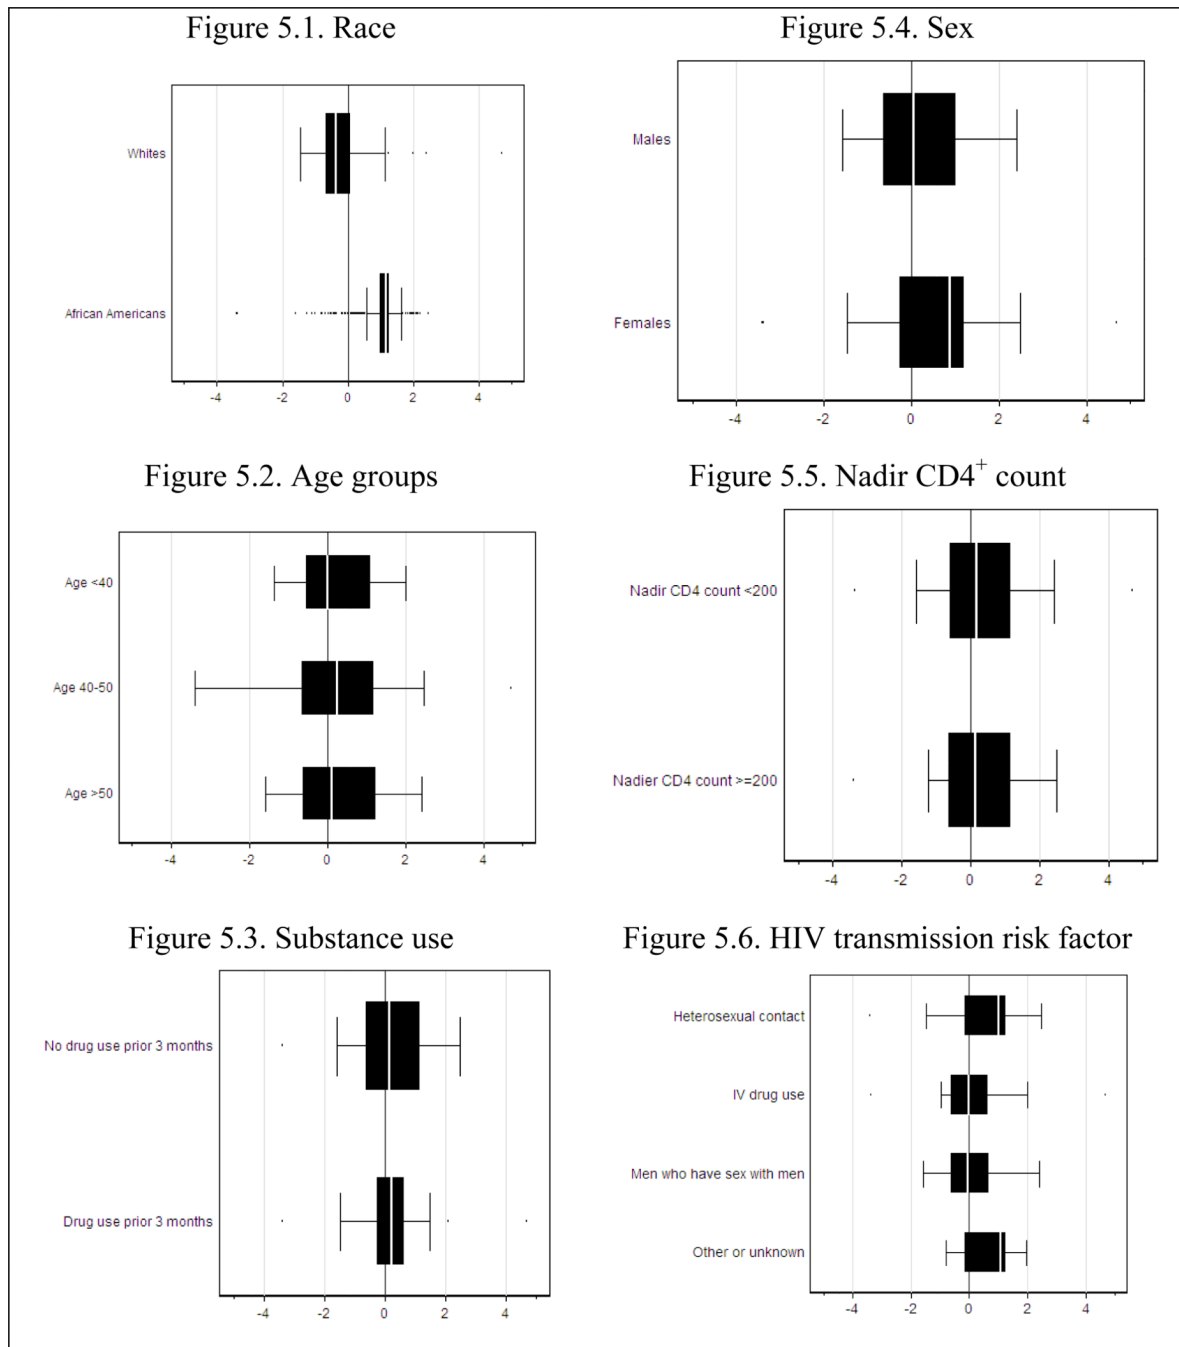 Figure 5.1. Race
Whites
African Americans
-4 -2 0 2 4
Figure 5.4. Sex
Males
Females
-4 -2 0 2 4
Figure 5.2. Age groups
Age <40
Age 40-50
Age >50
-4 -2 0 2 4
Figure 5.5. Nadir CD4⁺ count
Nadir CD4 count <200
Nadier CD4 count >=200
-4 -2 0 2 4
Figure 5.3. Substance use
No drug use prior 3 months
Drug use prior 3 months
-4 -2 0 2 4
Figure 5.6. HIV transmission risk factor
Heterosexual contact
IV drug use
Men who have sex with men
Other or unknown
-4 -2 0 2 4